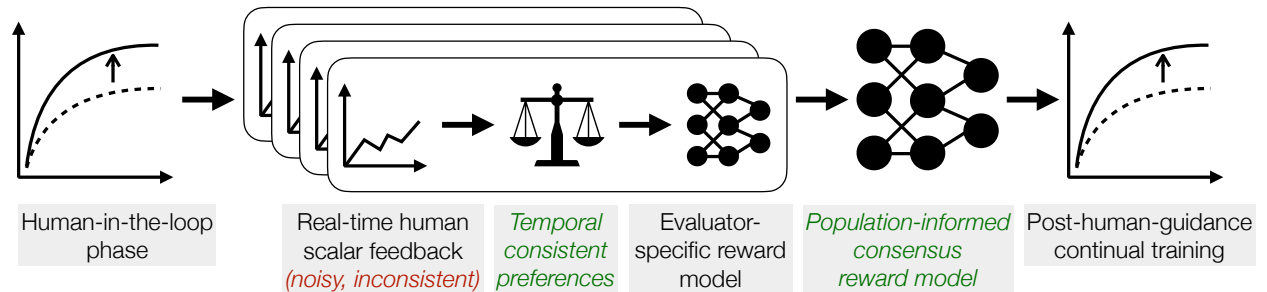 Human-in-the-loop
phase
Real-time human
scalar feedback
(noisy, inconsistent)
Temporal
consistent
preferences
Evaluator-
specific reward
model
Population-informed
consensus
reward model
Post-human-guidance
continual training